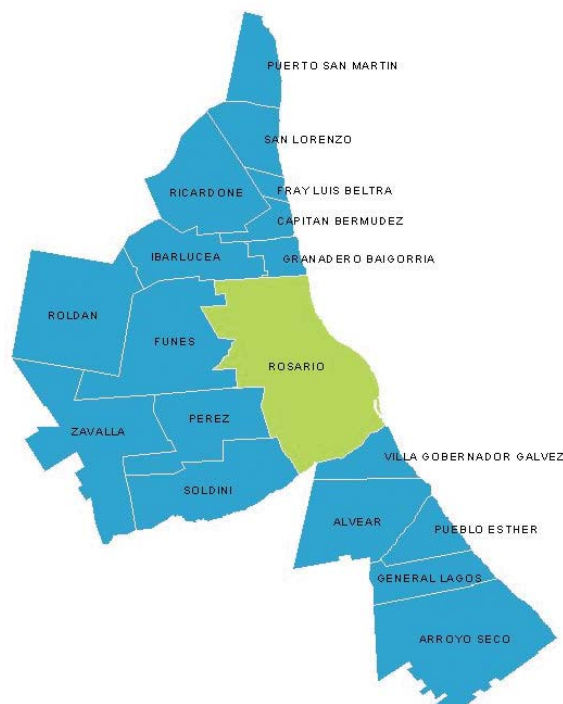 PUERTO SAN MARTIN
SAN LORENZO
RICARDONE
FRAY LUIS BELTRA
CAPITAN BERMUDEZ
IBARLUCEA
GRANADERO BAIGORRIA
ROLDAN
FUNES
ROSARIO
PEREZ
ZAVALLA
VILLA GOBERNADOR GALVEZ
SOLDINI
ALVEAR
PUEBLO ESTHER
GENERAL LAGOS
ARROYO SECO